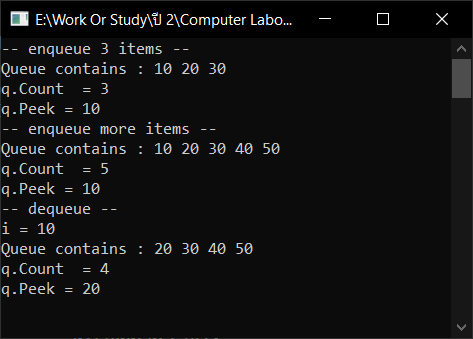 E:\Work Or Study\ปี 2\Computer Labo...
-- enqueue 3 items --
Queue contains : 10 20 30
q.Count  = 3
q.Peek = 10
-- enqueue more items --
Queue contains : 10 20 30 40 50
q.Count  = 5
q.Peek = 10
-- dequeue --
i = 10
Queue contains : 20 30 40 50
q.Count  = 4
q.Peek = 20